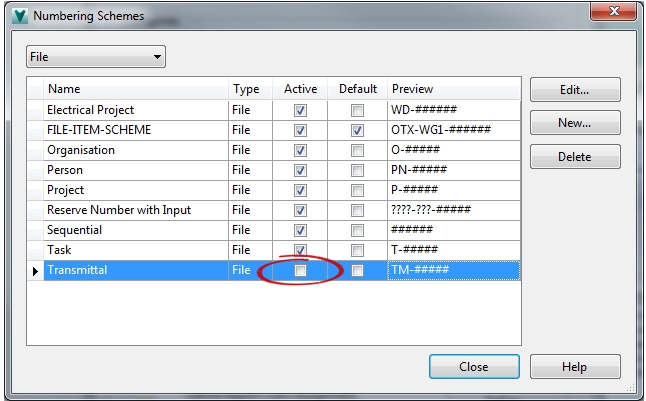 Numbering Schemes
File
Name Type Active Default Preview
Electrical Project File WD-######
FILE-ITEM-SCHEME File OTX-WG1-######
Organisation File O-#####
Person File PN-#####
Project File P-#####
Reserve Number with Input File ????-???-#####
Sequential File ######
Task File T-#####
Transmittal File TM-#####
Edit...
New...
Delete
Close
Help